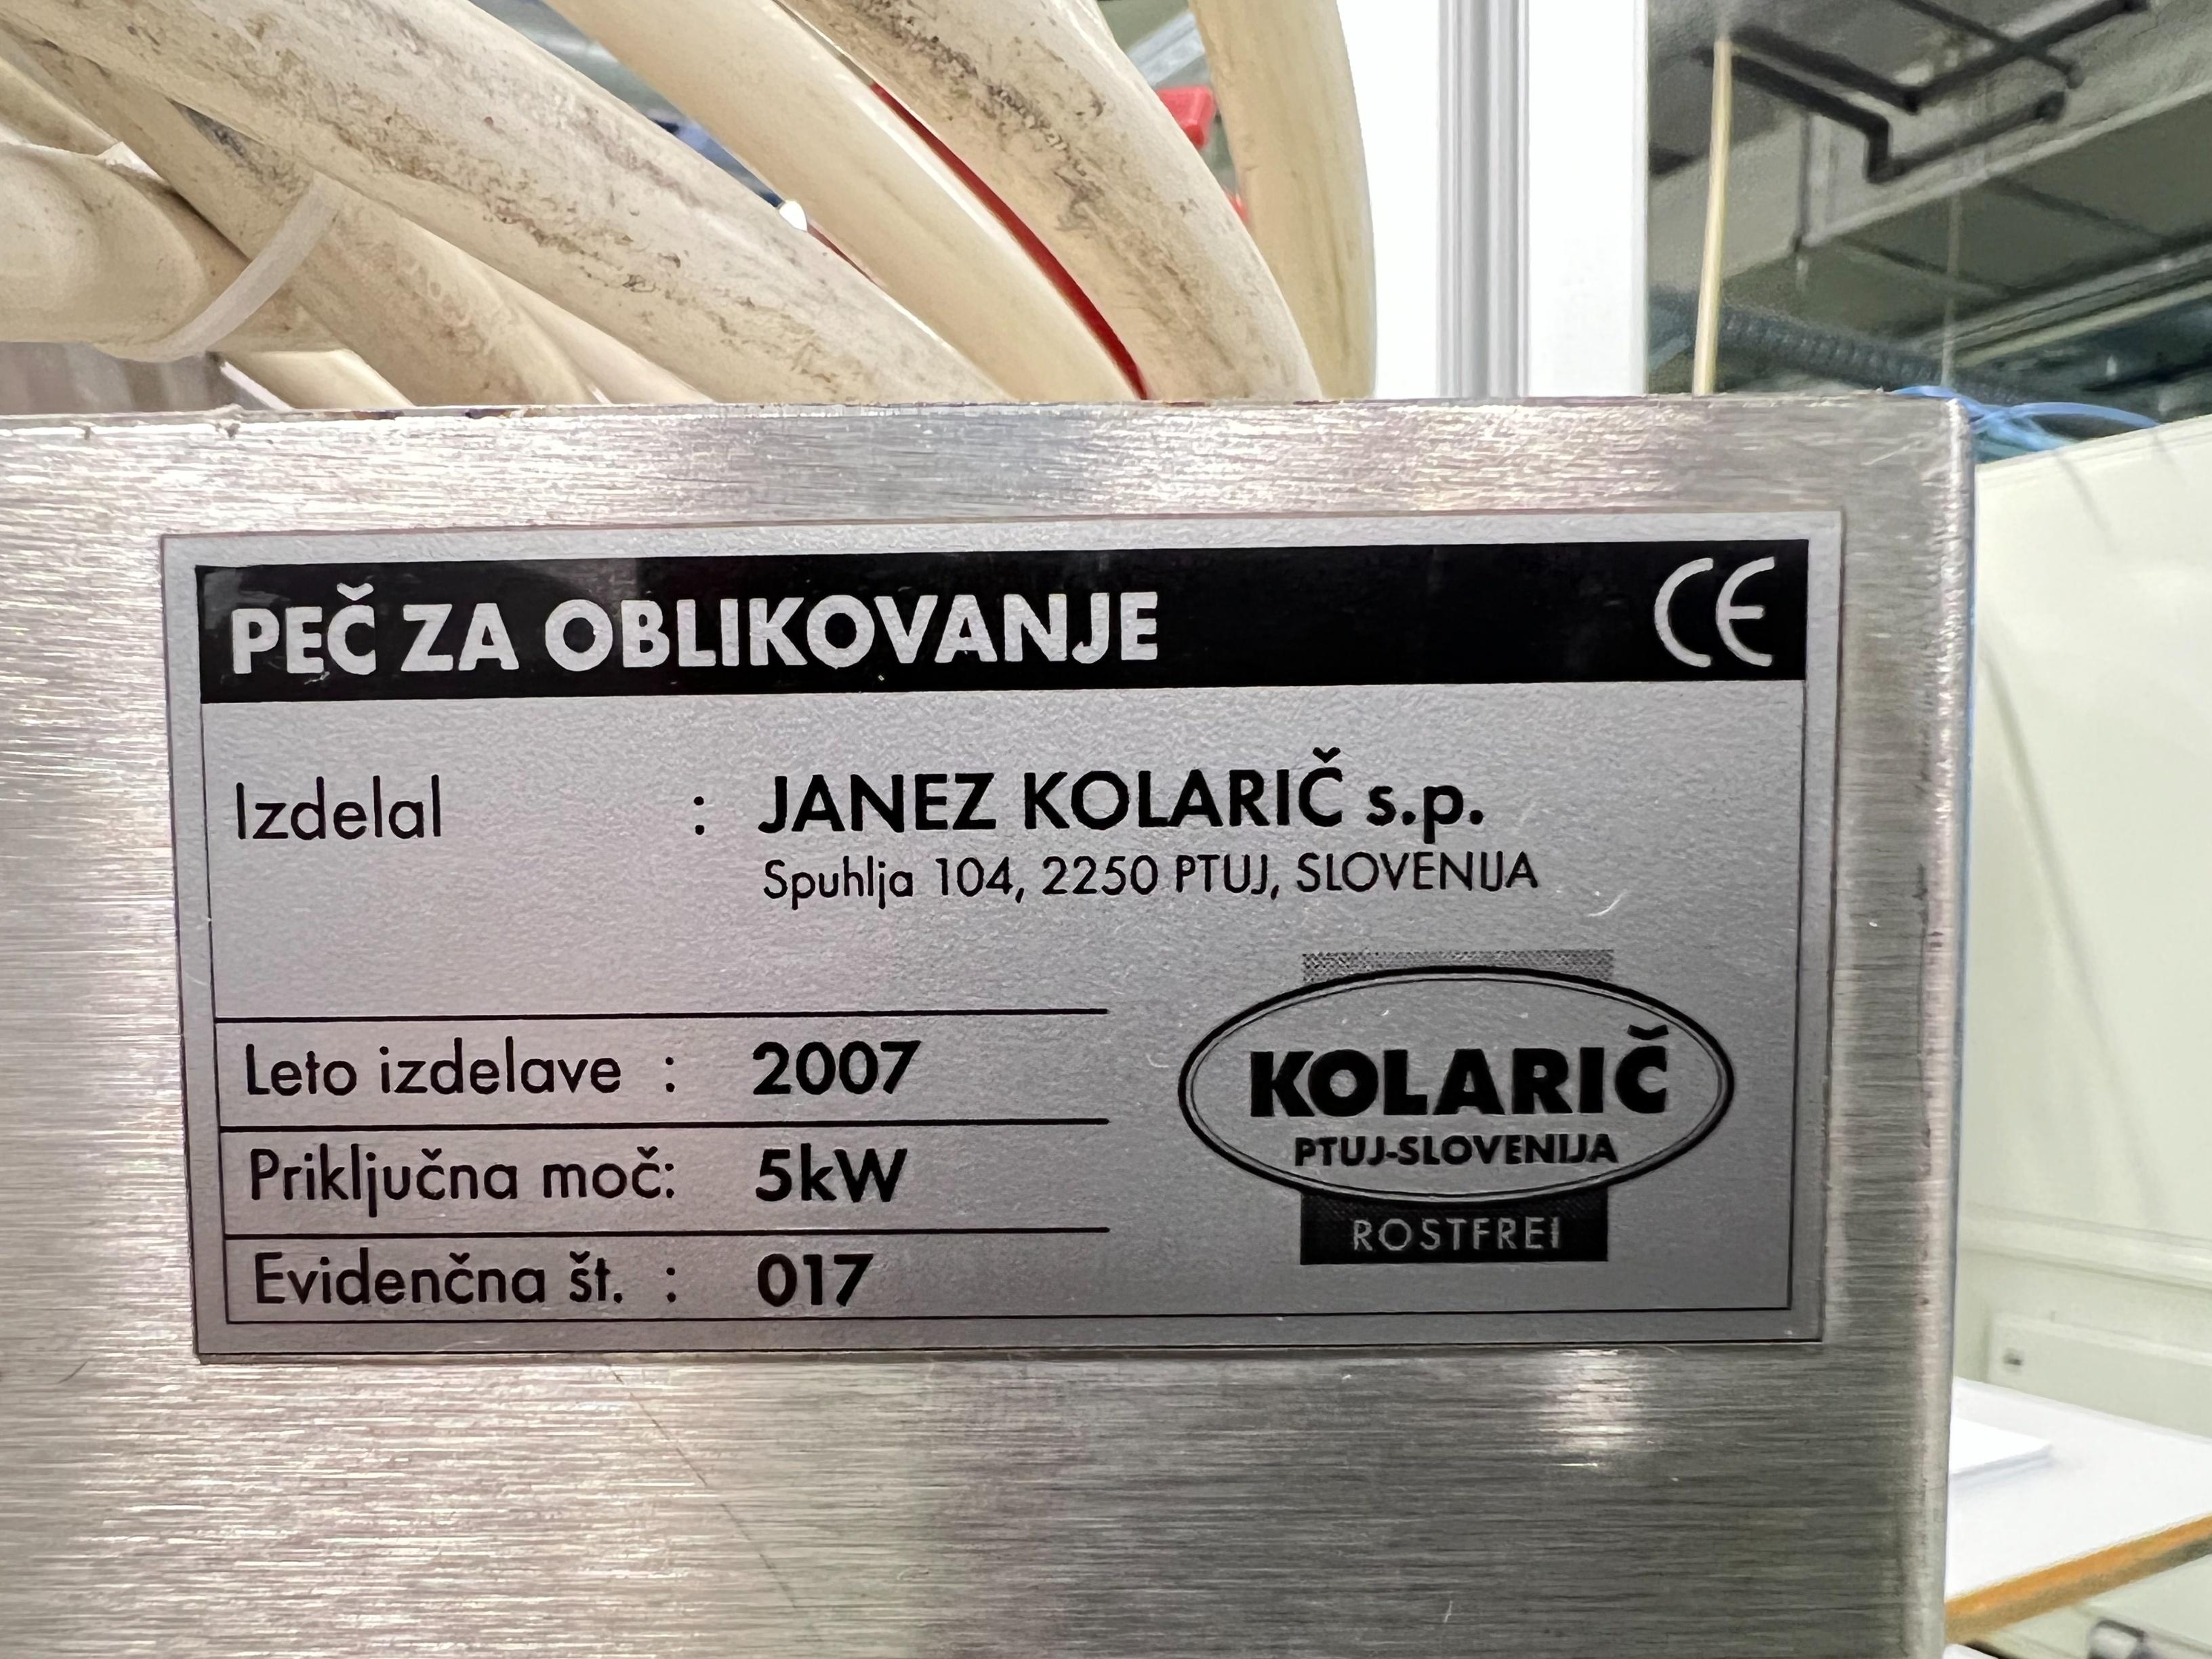 PEČ ZA OBLIKOVANJE CE
Izdelal : JANEZ KOLARIČ s.p.
Spuhlja 104, 2250 PTUJ, SLOVENIJA
Leto izdelave : 2007
Priključna moč: 5kW
Evidenčna št. : 017
KOLARIČ
PTUJ-SLOVENIJA
ROSTFREI